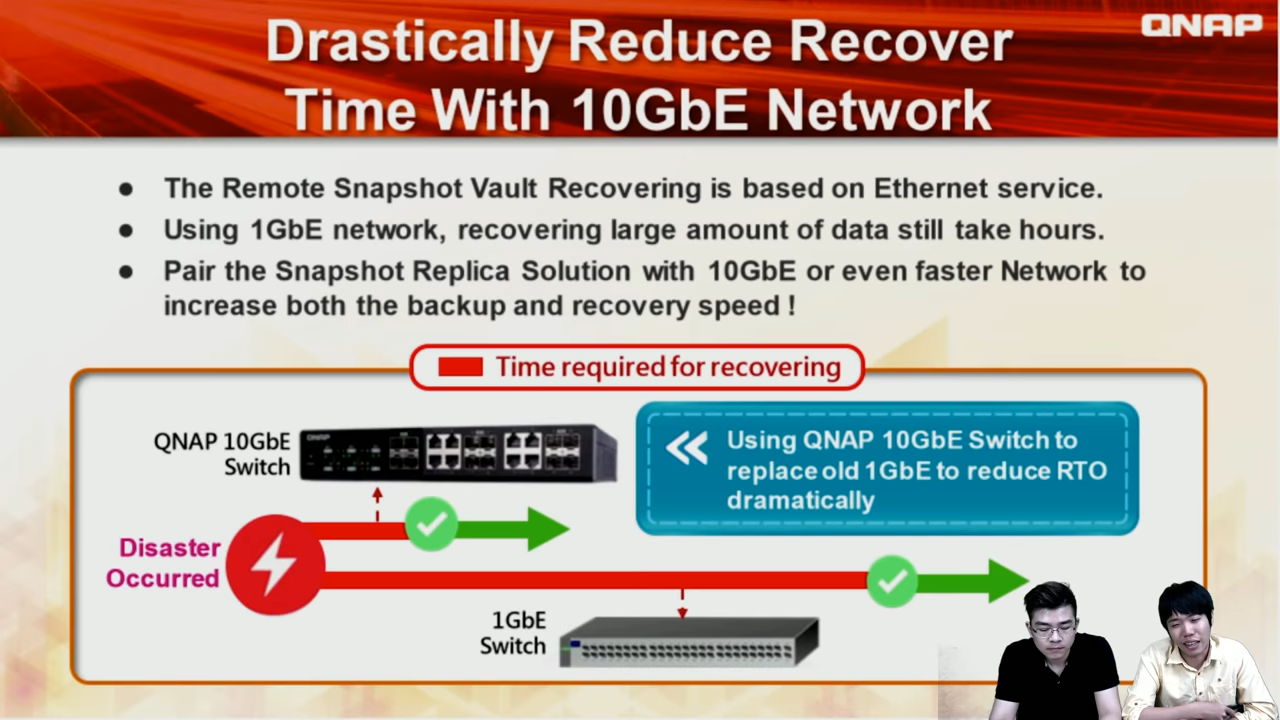 QNAP
Drastically Reduce Recover
Time With 10GbE Network
● The Remote Snapshot Vault Recovering is based on Ethernet service.
● Using 1GbE network, recovering large amount of data still take hours.
● Pair the Snapshot Replica Solution with 10GbE or even faster Network to
increase both the backup and recovery speed !
Time required for recovering
QNAP 10GbE
Switch
QNAP
Using QNAP 10GbE Switch to
replace old 1GbE to reduce RTO
dramatically
Disaster
Occurred
1GbE
Switch